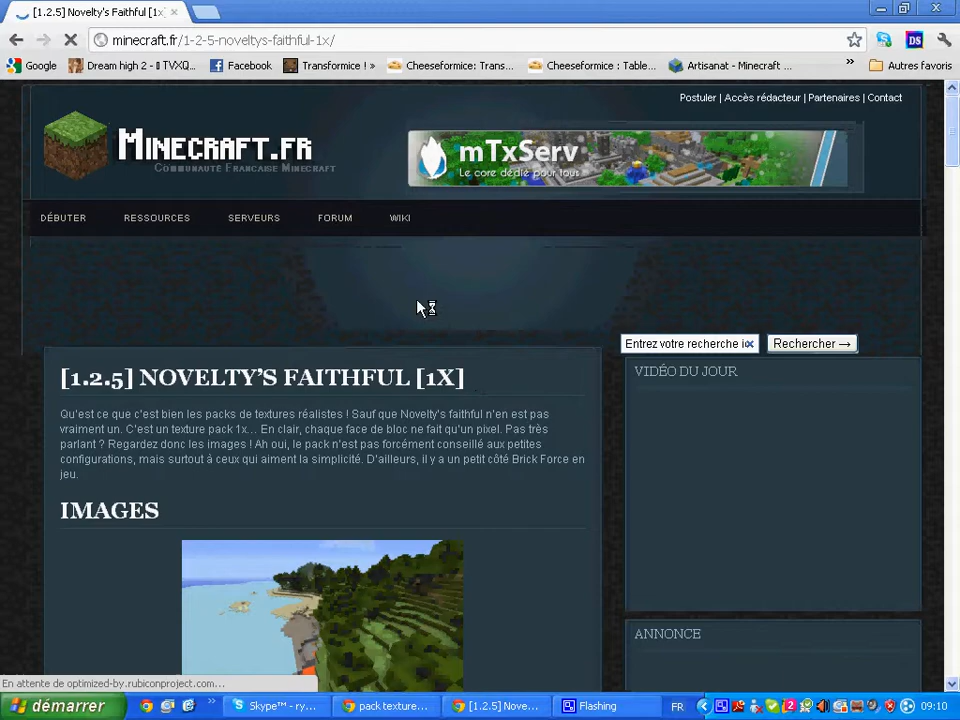 [1.2.5] Novelty's Faithful [1x
minecraft.fr/1-2-5-noveltys-faithful-1x/
Google
Dream high 2 - TVXQ...
Facebook
Transformice ! »
Cheeseformice: Trans...
Cheeseformice : Table...
Artisanat - Minecraft ...
»
Autres favoris
Postuler | Accès rédacteur | Partenaires | Contact
MINECRAFT.FR
COMMUNAUTÉ FRANÇAISE MINECRAFT
mTxServ
Le core dédié pour tous
DÉBUTER
RESSOURCES
SERVEURS
FORUM
WIKI
Entrez votre recherche i
Rechercher →
[1.2.5] NOVELTY'S FAITHFUL [1X]
VIDÉO DU JOUR
Qu'est ce que c'est bien les packs de textures réalistes ! Sauf que Novelty's faithful n'en est pas
vraiment un. C'est un texture pack 1x... En clair, chaque face de bloc ne fait qu'un pixel. Pas très
parlant ? Regardez donc les images ! Ah oui, le pack n'est pas forcément conseillé aux petites
configurations, mais surtout à ceux qui aiment la simplicité. D'ailleurs, il y a un petit côté Brick Force en
jeu.
IMAGES
ANNONCE
En attente de optimized-by.rubiconproject.com...
démarrer
»
Skype™ - ry...
pack texture...
[1.2.5] Nove...
Flashing
FR
09:10